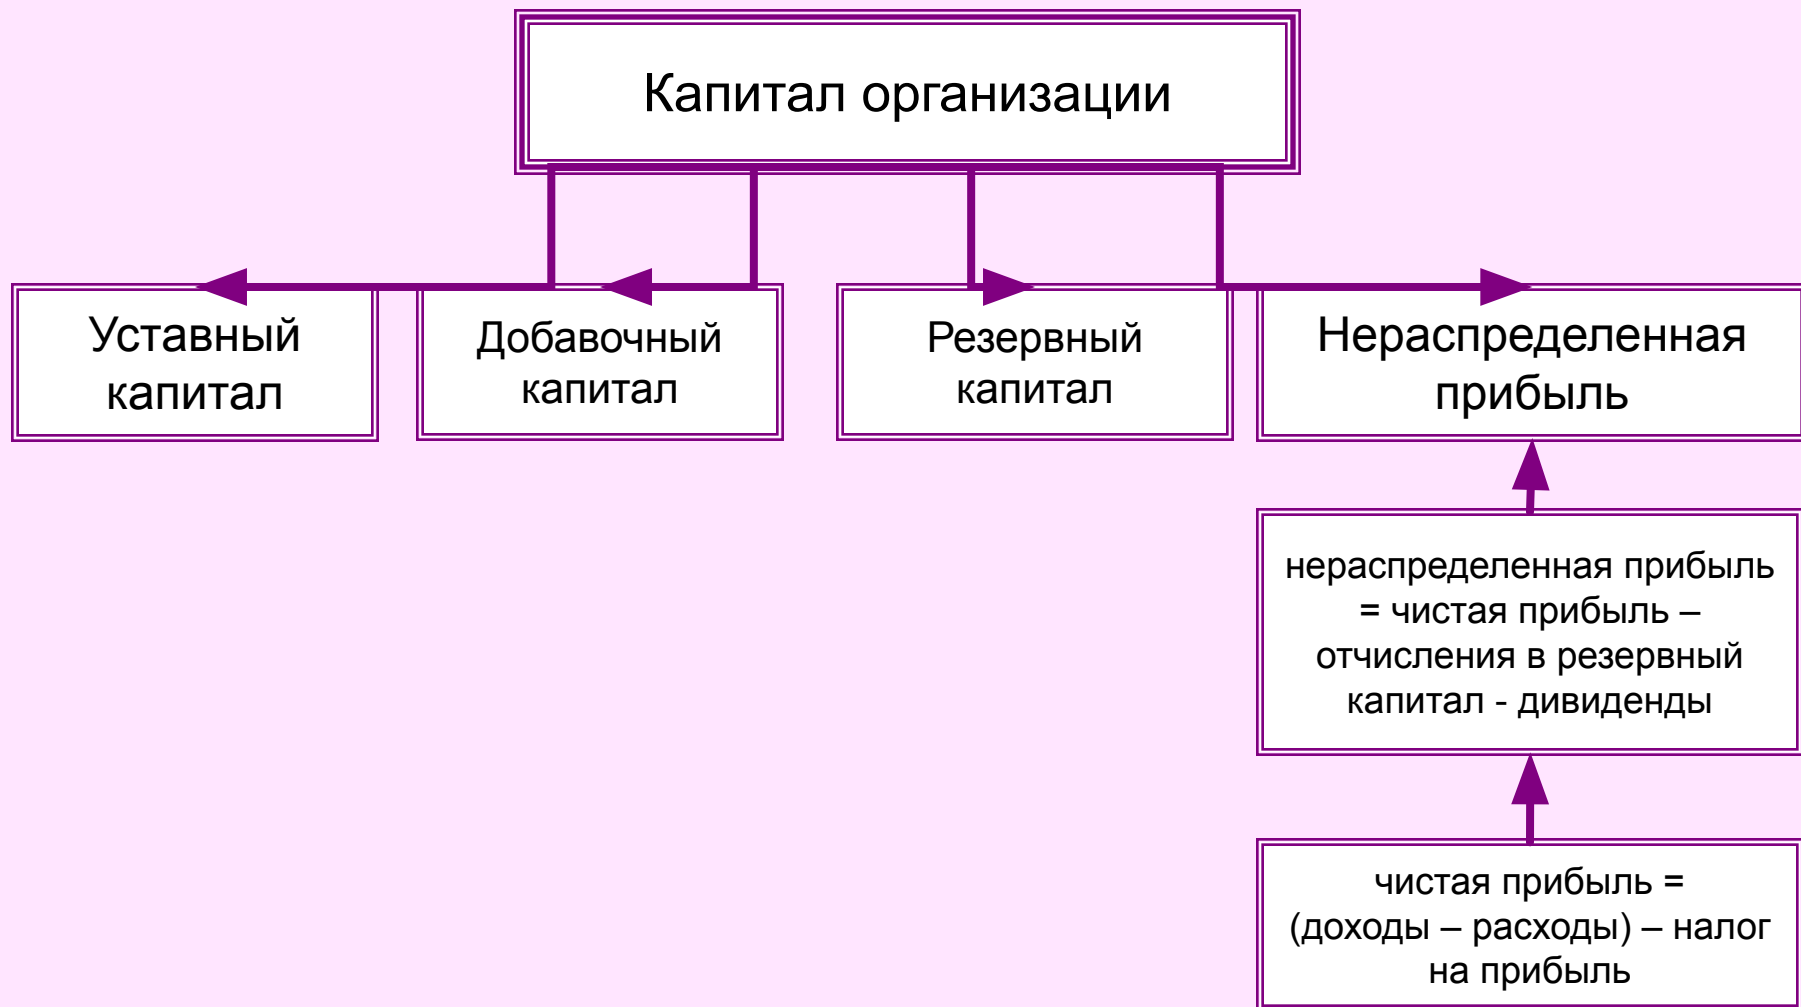 Капитал организации
Уставный
капитал
Добавочный
капитал
Резервный
капитал
Нераспределенная
прибыль
нераспределенная прибыль
= чистая прибыль –
отчисления в резервный
капитал - дивиденды
чистая прибыль =
(доходы – расходы) – налог
на прибыль